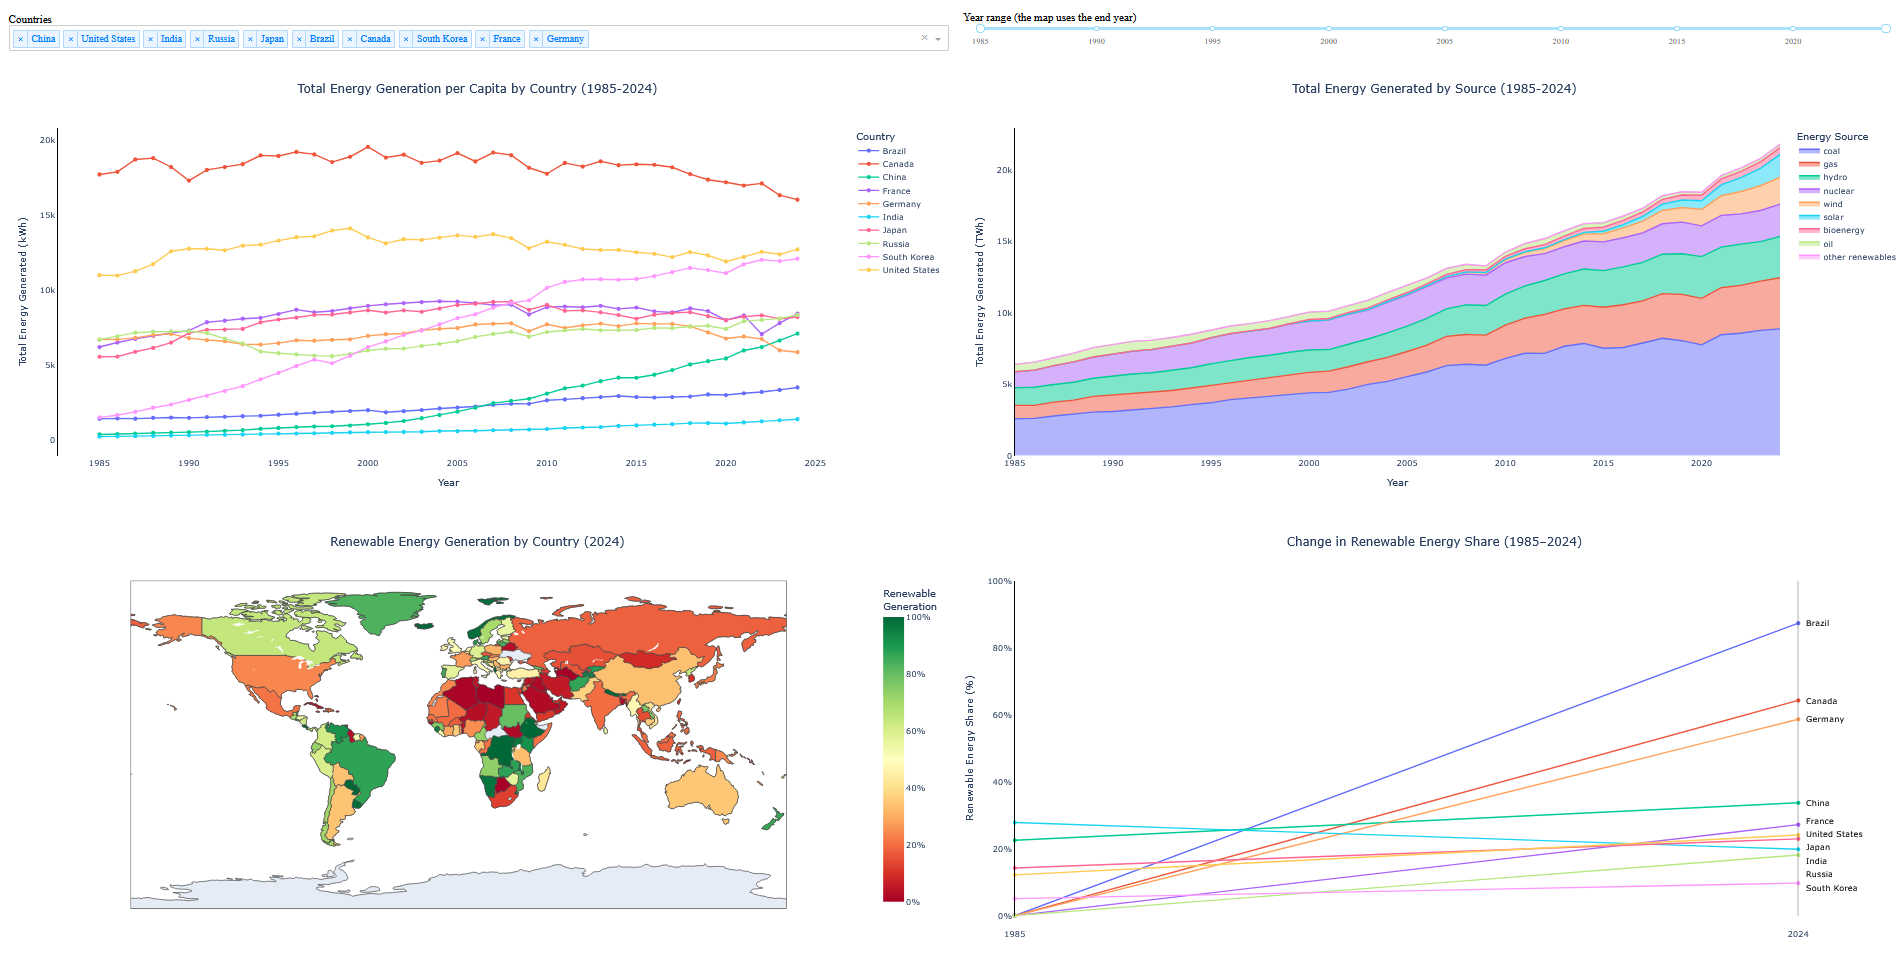 Countries
× China × United States × India × Russia × Japan × Brazil × Canada × South Korea × France × Germany ×
Year range (the map uses the end year)
1985 1990 1995 2000 2005 2010 2015 2020
Total Energy Generation per Capita by Country (1985-2024)
Total Energy Generated (kWh)
20k
15k
10k
5k
0
1985 1990 1995 2000 2005 2010 2015 2020 2025
Year
Country
Brazil
Canada
China
France
Germany
India
Japan
Russia
South Korea
United States
Total Energy Generated by Source (1985-2024)
Total Energy Generated (TWh)
20k
15k
10k
5k
0
1985 1990 1995 2000 2005 2010 2015 2020
Year
Energy Source
coal
gas
hydro
nuclear
wind
solar
bioenergy
oil
other renewables
Renewable Energy Generation by Country (2024)
Renewable
Generation
100%
80%
60%
40%
20%
0%
Change in Renewable Energy Share (1985–2024)
Renewable Energy Share (%)
100%
80%
60%
40%
20%
0%
1985 2024
Brazil
Canada
Germany
China
France
United States
Japan
India
Russia
South Korea